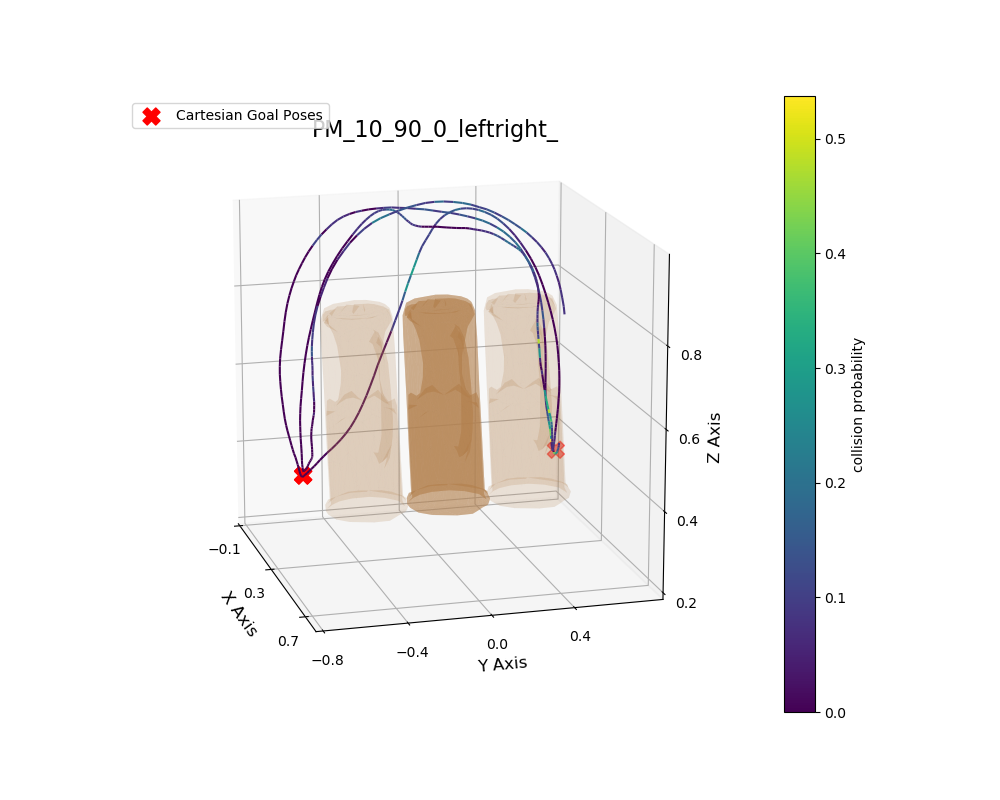 Cartesian Goal Poses
PM_10_90_0_leftright_
0.5
0.4
0.3
0.2
0.1
0.0
collision probability
0.8
0.6
0.4
0.2
Z Axis
−0.1
0.3
0.7
X Axis
−0.8
−0.4
0.0
0.4
Y Axis